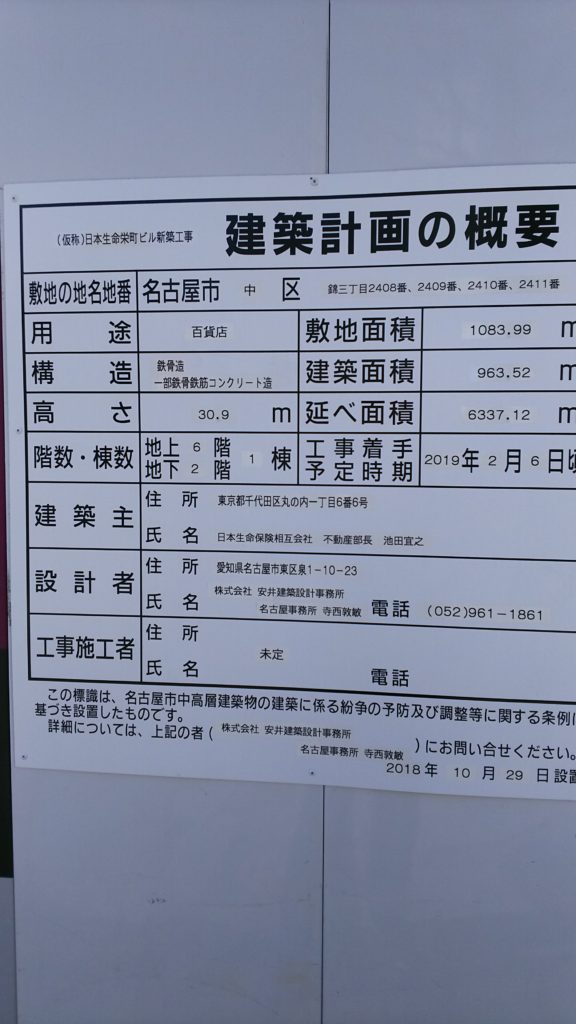 (仮称)日本生命栄町ビル新築工事 建築計画の概要
敷地の地名地番 名古屋市 中 区 錦三丁目2408番、2409番、2410番、2411番
用途 百貨店 敷地面積 1083.99 m
構造 鉄骨造 一部鉄骨鉄筋コンクリート造 建築面積 963.52 m
高さ 30.9 m 延べ面積 6337.12 m
階数・棟数 地上 6 階 地下 2 階 1 棟 工事着手予定時期 2019年 2 月 6 日頃
建築主 住所 東京都千代田区丸の内一丁目6番6号
氏名 日本生命保険相互会社 不動産部長 池田宜之
設計者 住所 愛知県名古屋市東区泉1-10-23
氏名 株式会社 安井建築設計事務所 名古屋事務所 寺西敦敏 電話 (052)961-1861
工事施工者 住所
氏名 未定 電話
この標識は、名古屋市中高層建築物の建築に係る紛争の予防及び調整等に関する条例に
基づき設置したものです。
詳細については、上記の者( 株式会社 安井建築設計事務所
名古屋事務所 寺西敦敏 )にお問い合せください。
2018年 10 月 29 日設置